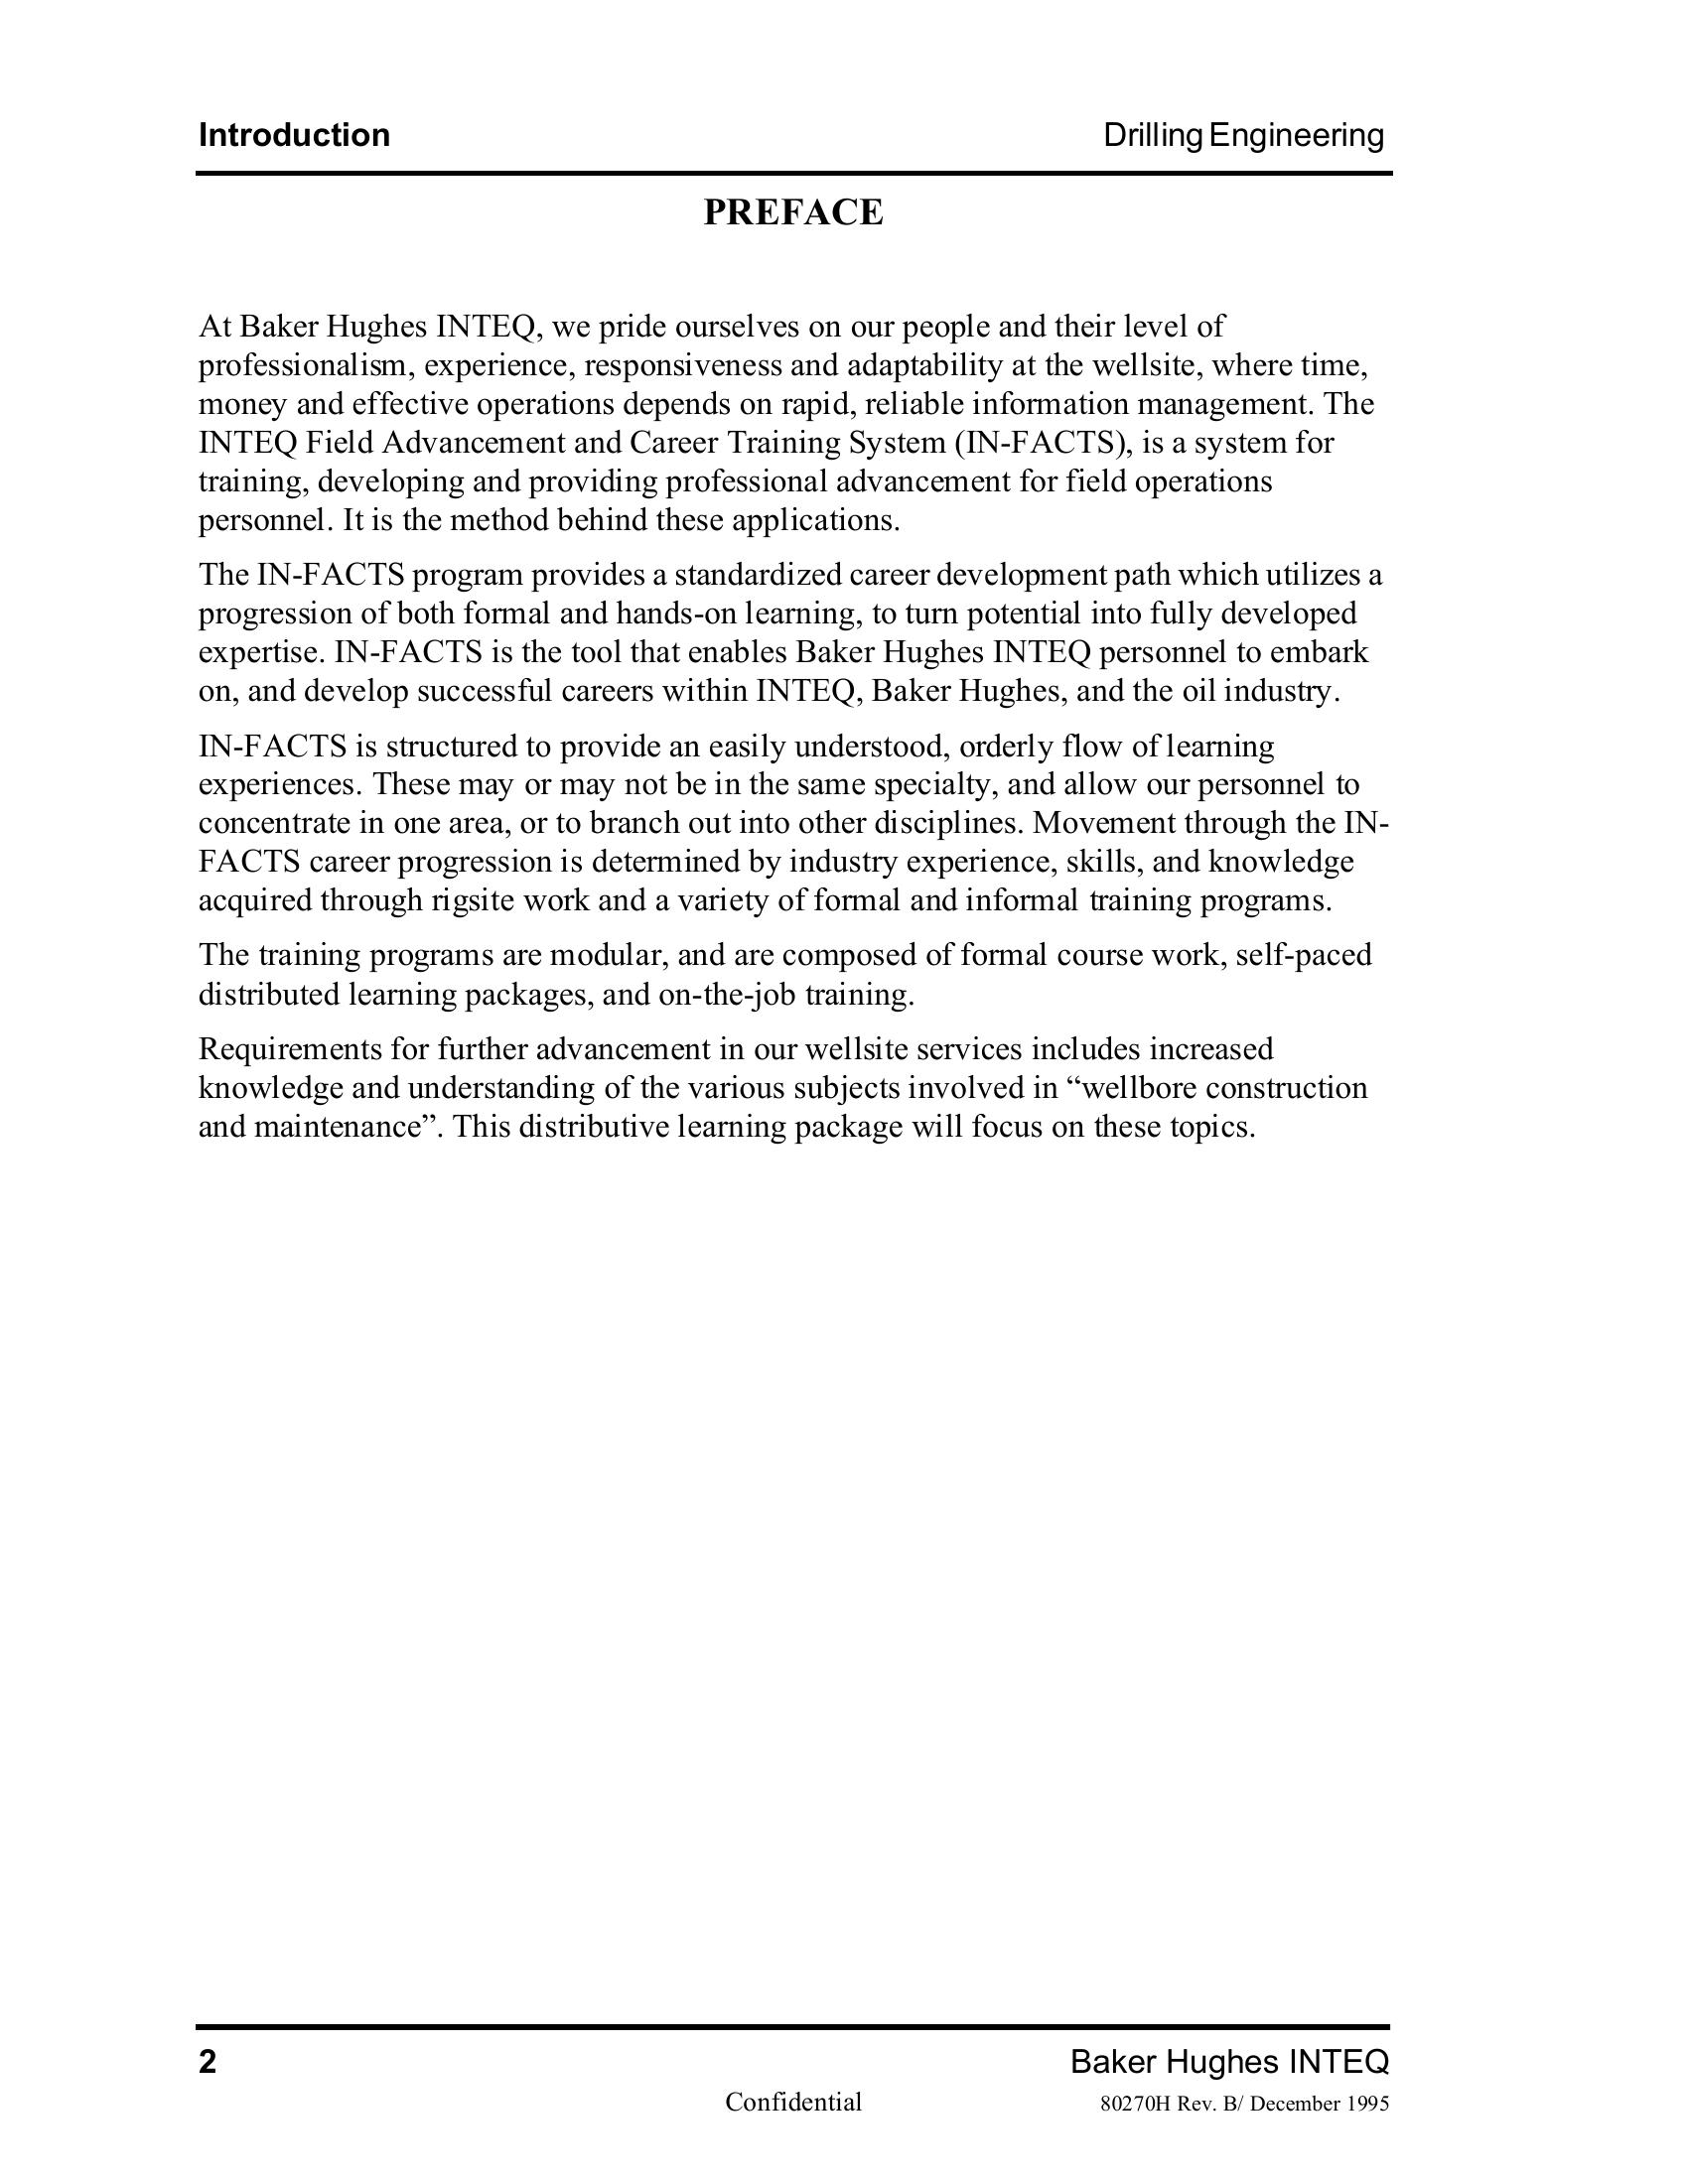 Introduction Drilling Engineering
PREFACE
At Baker Hughes INTEQ, we pride ourselves on our people and their level of
professionalism, experience, responsiveness and adaptability at the wellsite, where time,
money and effective operations depends on rapid, reliable information management. The
INTEQ Field Advancement and Career Training System (IN-FACTS), is a system for
training, developing and providing professional advancement for field operations
personnel. It is the method behind these applications.
The IN-FACTS program provides a standardized career development path which utilizes a
progression of both formal and hands-on learning, to turn potential into fully developed
expertise. IN-FACTS is the tool that enables Baker Hughes INTEQ personnel to embark
on, and develop successful careers within INTEQ, Baker Hughes, and the oil industry.
IN-FACTS is structured to provide an easily understood, orderly flow of learning
experiences. These may or may not be in the same specialty, and allow our personnel to
concentrate in one area, or to branch out into other disciplines. Movement through the IN-
FACTS career progression is determined by industry experience, skills, and knowledge
acquired through rigsite work and a variety of formal and informal training programs.
The training programs are modular, and are composed of formal course work, self-paced
distributed learning packages, and on-the-job training.
Requirements for further advancement in our wellsite services includes increased
knowledge and understanding of the various subjects involved in “wellbore construction
and maintenance”. This distributive learning package will focus on these topics.
2 Baker Hughes INTEQ
Confidential 80270H Rev. B/ December 1995